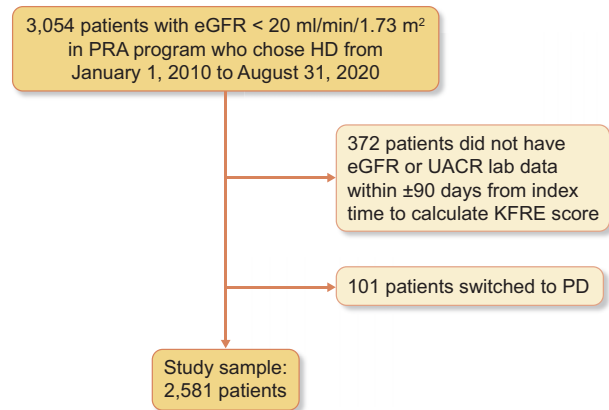 3,054 patients with eGFR < 20 ml/min/1.73 m²
in PRA program who chose HD from
January 1, 2010 to August 31, 2020
372 patients did not have
eGFR or UACR lab data
within ±90 days from index
time to calculate KFRE score
101 patients switched to PD
Study sample:
2,581 patients